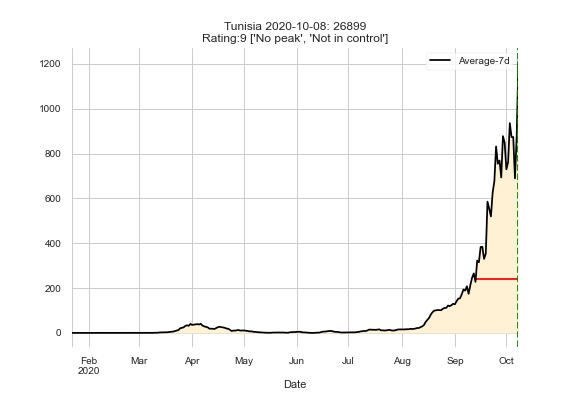 Tunisia 2020-10-08: 26899
Rating:9 ['No peak', 'Not in control']
Average-7d
1200
1000
800
600
400
200
0
Feb Mar Apr May Jun Jul Aug Sep Oct
2020
Date